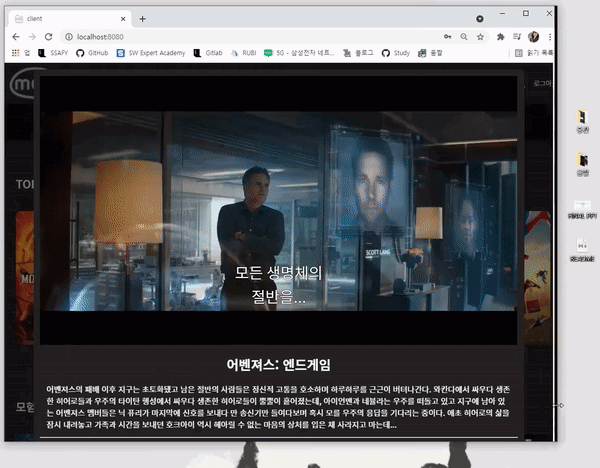 client
localhost:8080
앱
SSAFY
GitHub
SW Expert Academy
Gitlab
RUBI
5G - 삼성전자 네트...
블로그
Study
읽기 목록
로그아
SCOTT LANG
모든 생명체의
절반을...
어벤져스: 엔드게임
어벤져스의 패배 이후 지구는 초토화됐고 남은 절반의 사람들은 정신적 고통을 호소하며 하루하루를 근근이 버텨나간다. 와칸다에서 싸우다 생존
한 히어로들과 우주의 타이탄 행성에서 싸우다 생존한 히어로들이 뿔뿔이 흩어졌는데, 아이언맨과 네뷸라는 우주를 떠돌고 있고 지구에 남아 있
는 어벤져스 멤버들은 닉 퓨리가 마지막에 신호를 보내다 만 송신기만 들여다보며 혹시 모를 우주의 응답을 기다리는 중이다. 애초 히어로의 삶을
잠시 내려놓고 가족과 시간을 보내던 호크아이 역시 헤아릴 수 없는 마음의 상처를 입은 채 사라지고 마는데...
FINAL.PPT
README